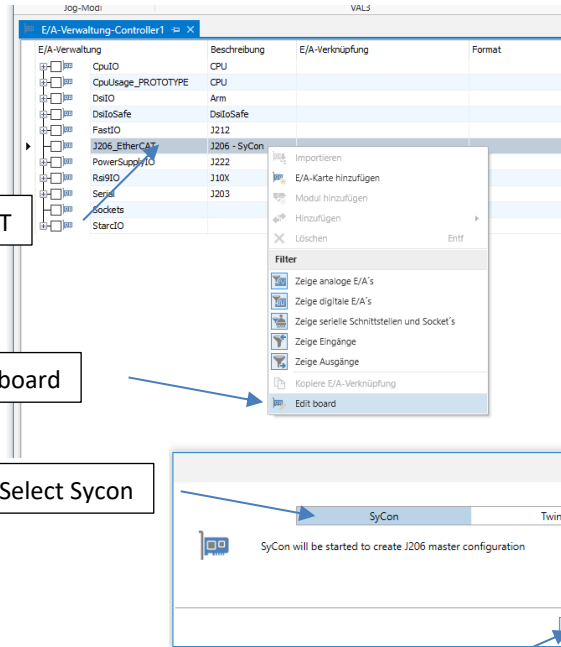 Jog-Modi VAL3
E/A-Verwaltung-Controller1
E/A-Verwaltung Beschreibung E/A-Verknüpfung Format
CpuIO CPU
CpuUsage_PROTOTYPE CPU
DsiIO Arm
DsiIoSafe DsiIoSafe
FastIO J212
J206_EtherCAT J206 - SyCon
PowerSupplyIO J222
Rsi9IO J10X
Serial J203
Sockets
StarcIO
T
Importieren
E/A-Karte hinzufügen
Modul hinzufügen
Hinzufügen
Löschen Entf
Filter
Zeige analoge E/A´s
Zeige digitale E/A´s
Zeige serielle Schnittstellen und Socket´s
Zeige Eingänge
Zeige Ausgänge
Kopiere E/A-Verknüpfung
Edit board
board
Select Sycon
SyCon Twin
SyCon will be started to create J206 master configuration